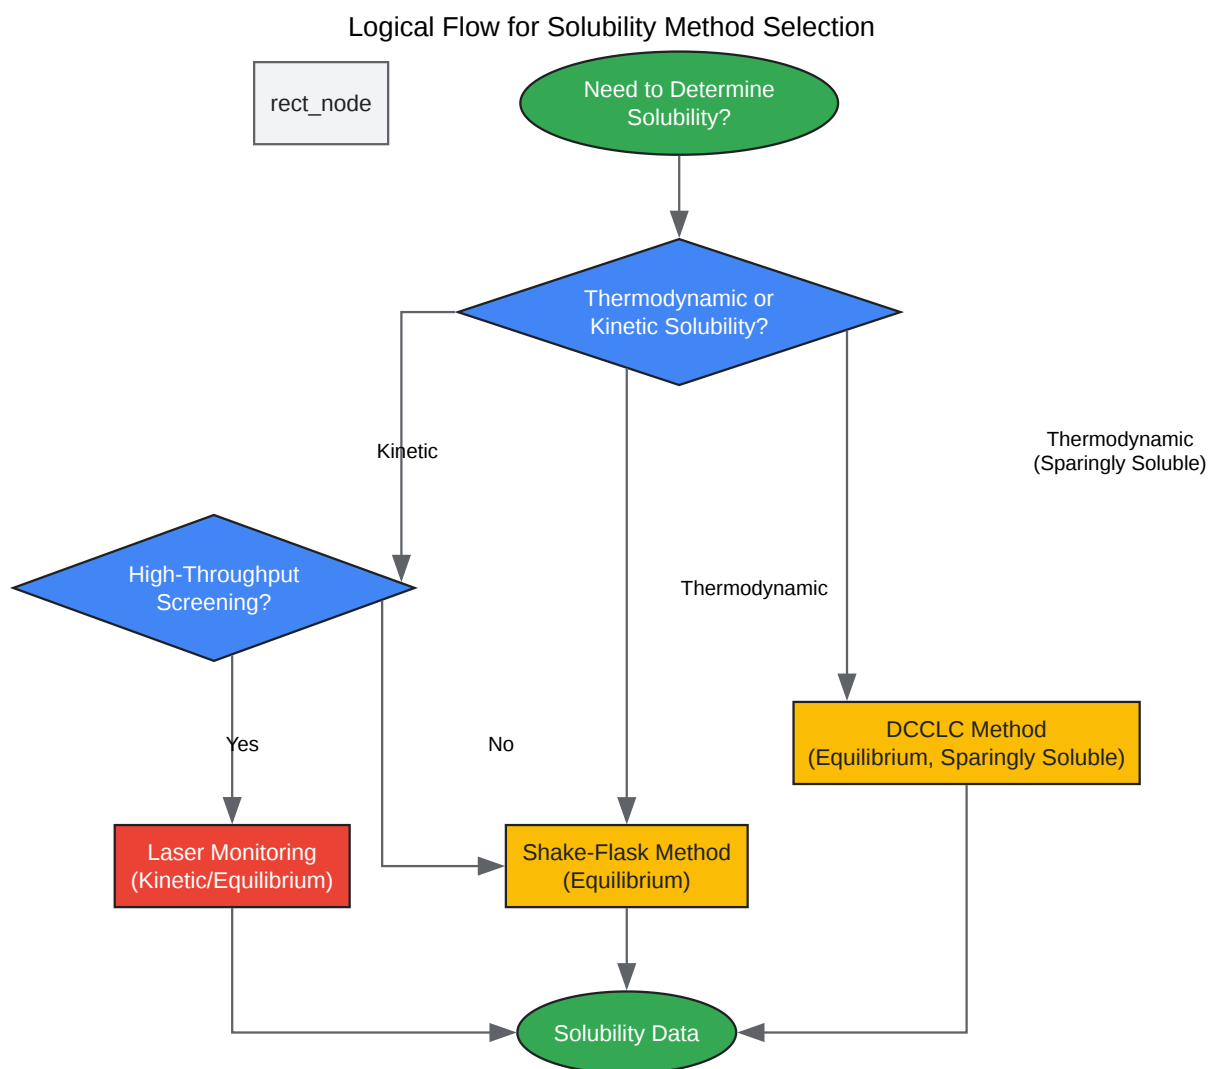 Logical Flow for Solubility Method Selection
rect_node
Need to Determine
Solubility?
Thermodynamic or
Kinetic Solubility?
Kinetic
Thermodynamic
(Sparingly Soluble)
High-Throughput
Screening?
Thermodynamic
Yes
No
DCCLC Method
(Equilibrium, Sparingly Soluble)
Laser Monitoring
(Kinetic/Equilibrium)
Shake-Flask Method
(Equilibrium)
Solubility Data